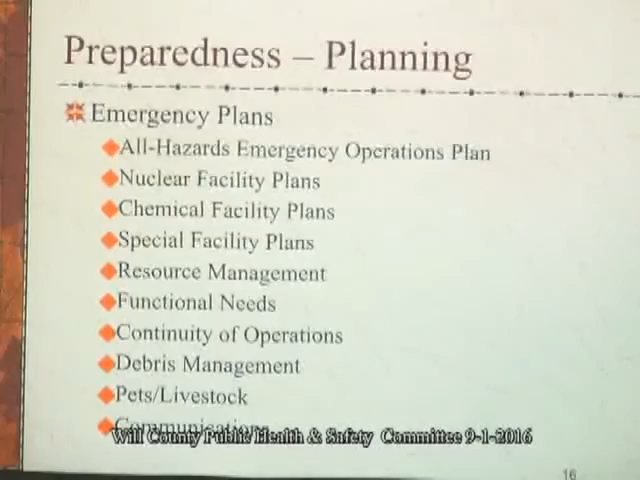 Preparedness – Planning
Emergency Plans
All-Hazards Emergency Operations Plan
Nuclear Facility Plans
Chemical Facility Plans
Special Facility Plans
Resource Management
Functional Needs
Continuity of Operations
Debris Management
Pets/Livestock
Communications
Will County Public Health & Safety Committee 9-1-2016
16